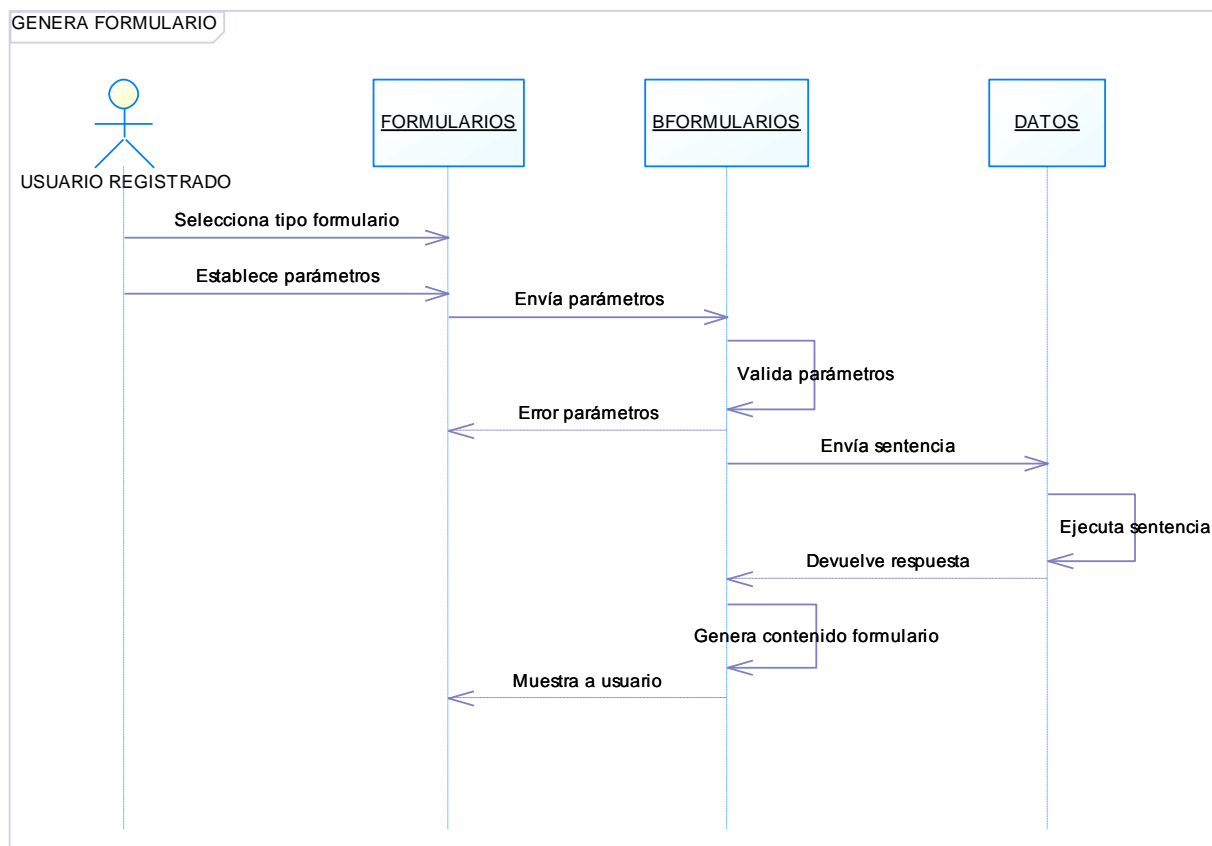 GENERA FORMULARIO
FORMULARIOS
BFORMULARIOS
DATOS
USUARIO REGISTRADO
Selecciona tipo formulario
Establece parámetros
Envía parámetros
Valida parámetros
Error parámetros
Envía sentencia
Ejecuta sentencia
Devuelve respuesta
Genera contenido formulario
Muestra a usuario